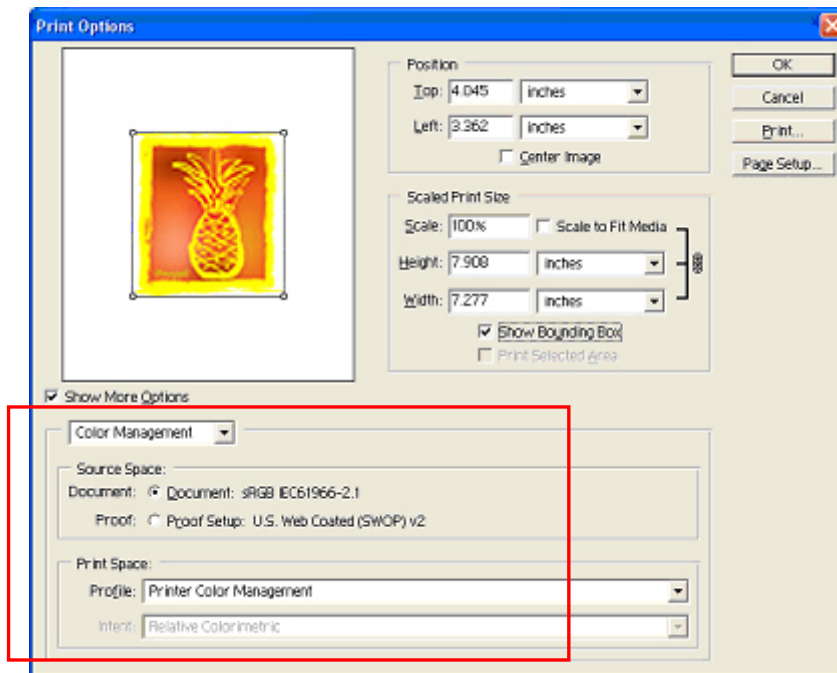 Print Options
Position
Top: 4.045 inches
Left: 3.362 inches
Center Image
OK
Cancel
Print...
Page Setup...
Scaled Print Size
Scale: 100% Scale to Fit Media
Height: 7.908 inches
Width: 7.277 inches
Show Bounding Box
Print Selected Area
Show More Options
Color Management
Source Space:
Document: Document: sRGB IEC61966-2.1
Proof: Proof Setup: U.S. Web Coated (SWOP) v2
Print Space:
Profile: Printer Color Management
Intent: Relative Colorimetric